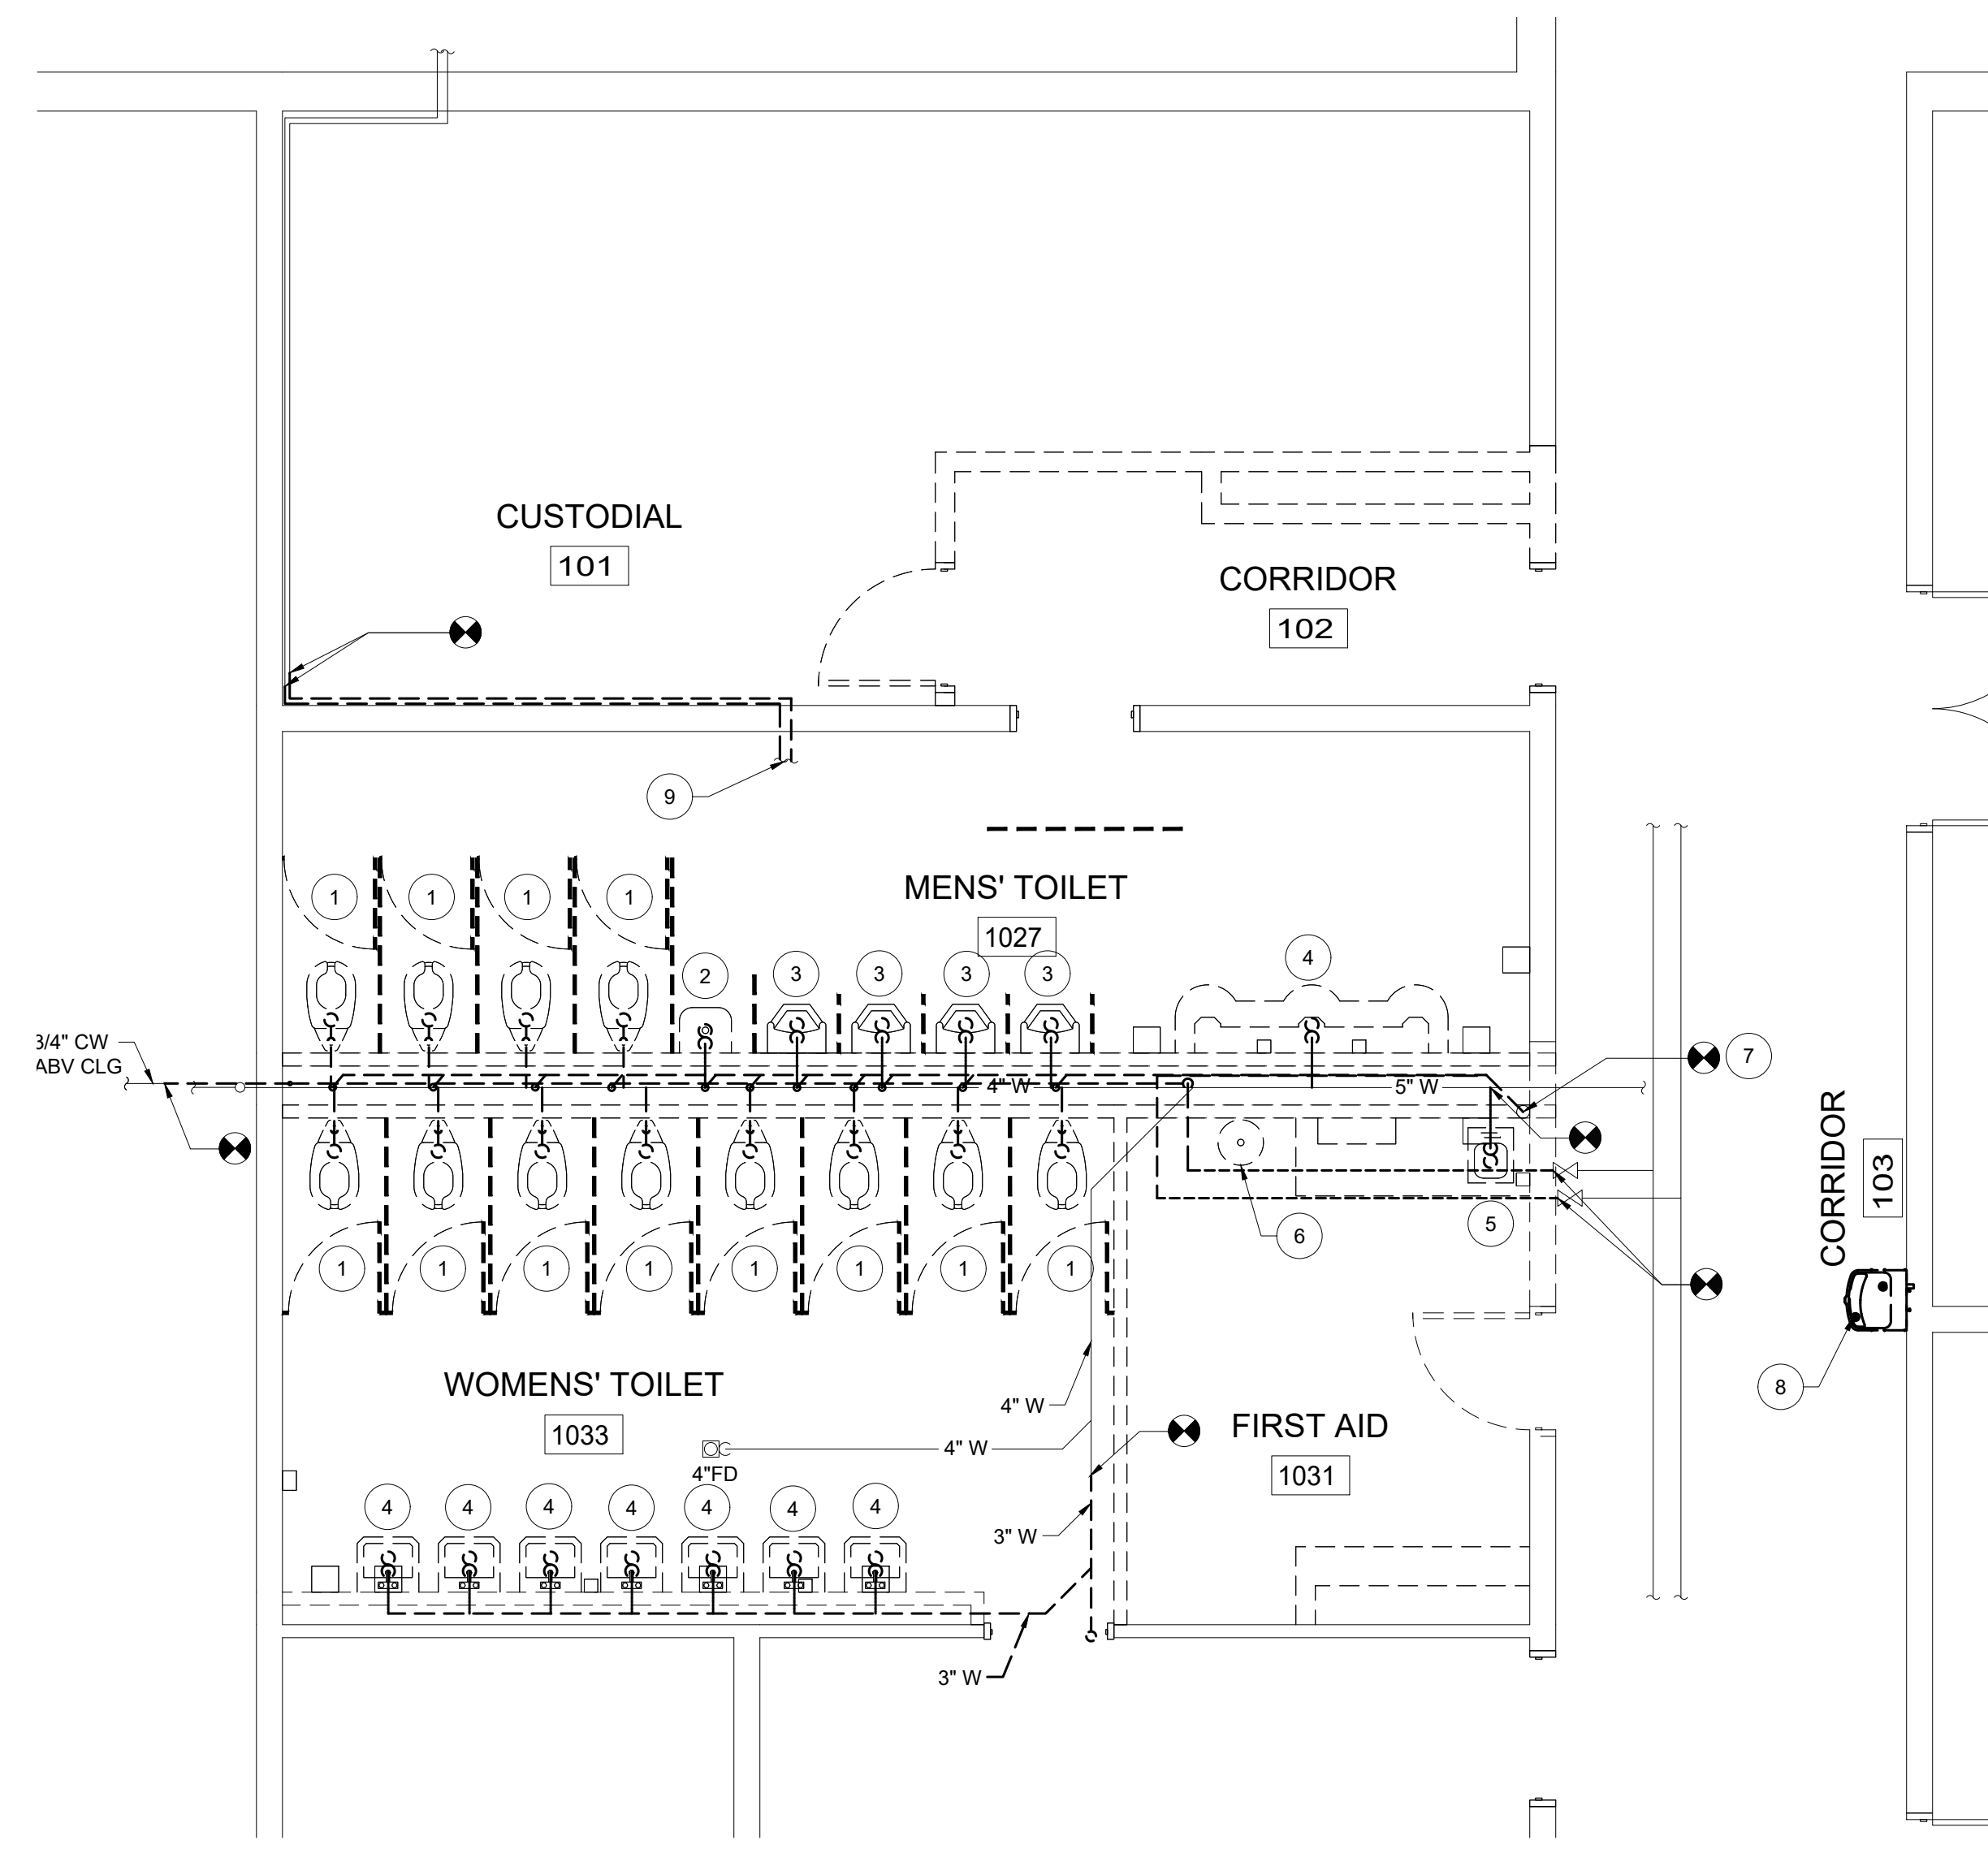 CUSTODIAL
101
CORRIDOR
102
9
MENS' TOILET
1027
1
1
1
1
2
3
3
3
3
4
3/4" CW
ABV CLG
4" W
5" W
7
CORRIDOR
103
5
6
1
1
1
1
1
1
1
1
8
WOMENS' TOILET
1033
4" W
4" W
4"FD
FIRST AID
1031
4
4
4
4
4
4
4
3" W
3" W